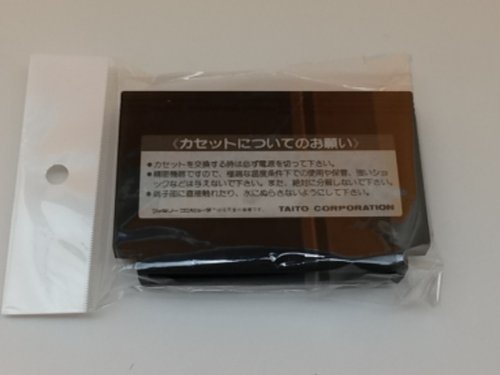 〈カセットについてのお願い〉
●カセットを交換する時は必ず電源を切って下さい。
●精密機器ですので、極端な温度条件下での使用や保管、強いショ
ックなどは与えないで下さい。また、絶対に分解しないで下さい。
●端子部に直接触れたり、水にぬらさないようにして下さい。
TAITO CORPORATION